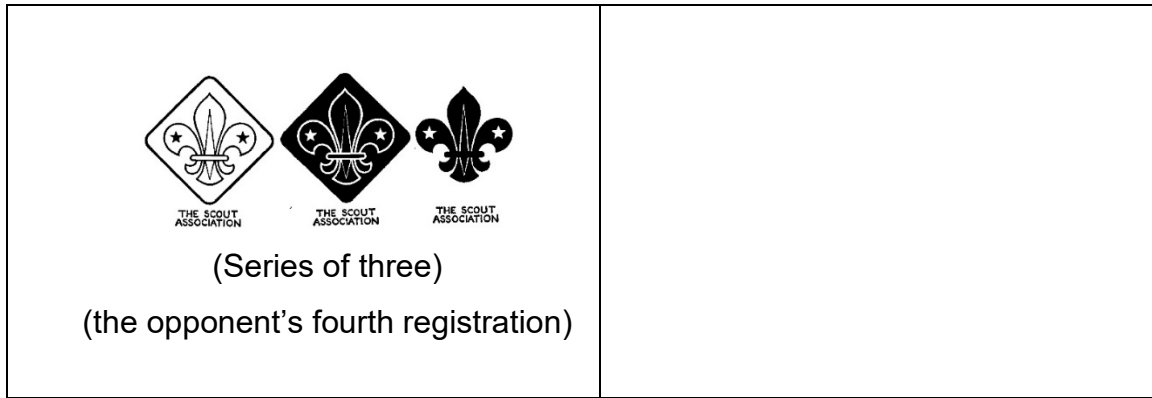 THE SCOUT
ASSOCIATION
THE SCOUT
ASSOCIATION
THE SCOUT
ASSOCIATION
(Series of three)
(the opponent's fourth registration)